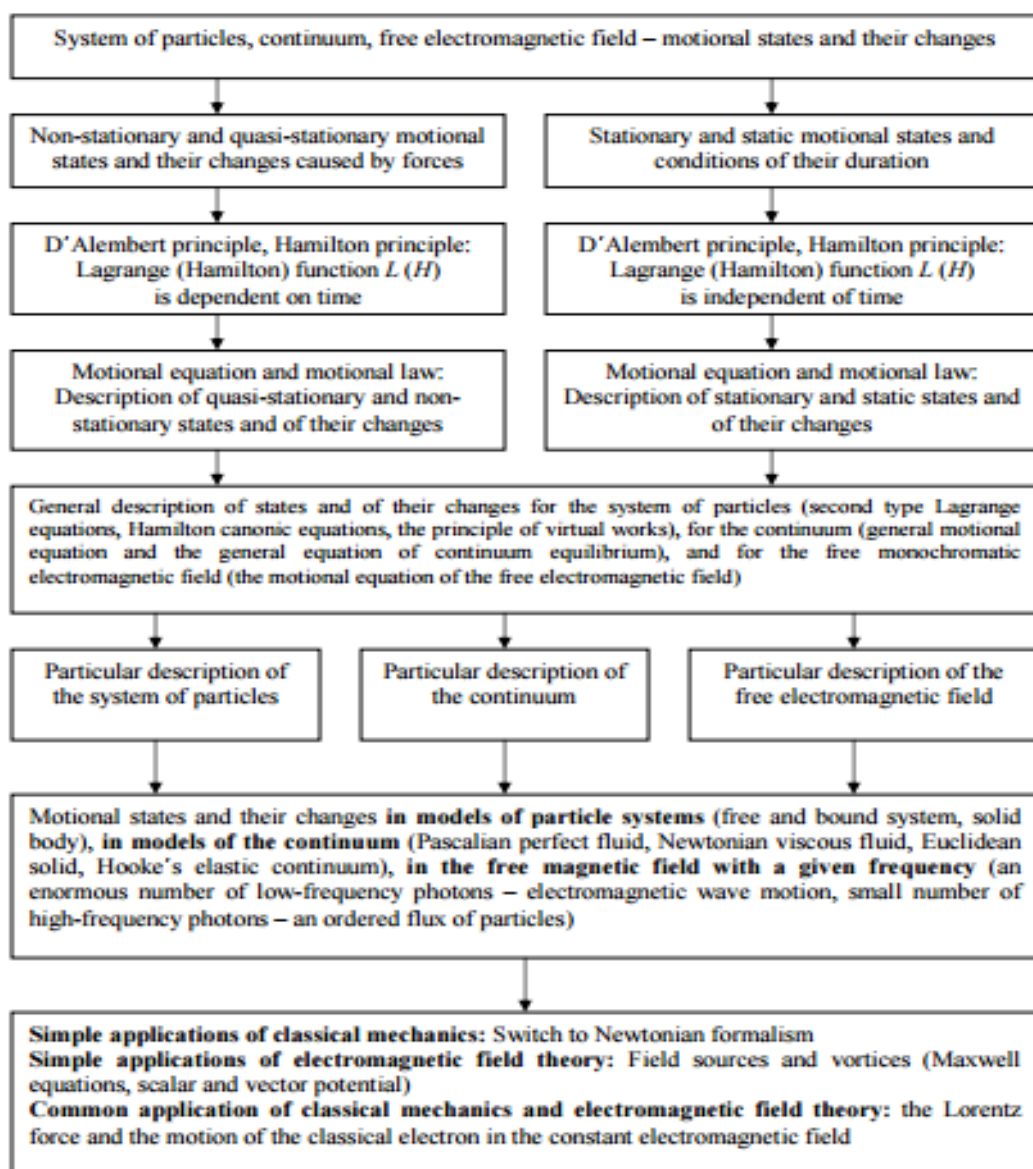 System of particles, continuum, free electromagnetic field – motional states and their changes
Non-stationary and quasi-stationary motional
states and their changes caused by forces
Stationary and static motional states and
conditions of their duration
D´Alembert principle, Hamilton principle:
Lagrange (Hamilton) function L (H)
is dependent on time
D´Alembert principle, Hamilton principle:
Lagrange (Hamilton) function L (H)
is independent of time
Motional equation and motional law:
Description of quasi-stationary and non-
stationary states and of their changes
Motional equation and motional law:
Description of stationary and static states and
of their changes
General description of states and of their changes for the system of particles (second type Lagrange
equations, Hamilton canonic equations, the principle of virtual works), for the continuum (general motional
equation and the general equation of continuum equilibrium), and for the free monochromatic
electromagnetic field (the motional equation of the free electromagnetic field)
Particular description of
the system of particles
Particular description of
the continuum
Particular description of the
free electromagnetic field
Motional states and their changes in models of particle systems (free and bound system, solid
body), in models of the continuum (Pascalian perfect fluid, Newtonian viscous fluid, Euclidean
solid, Hooke´s elastic continuum), in the free magnetic field with a given frequency (an
enormous number of low-frequency photons – electromagnetic wave motion, small number of
high-frequency photons – an ordered flux of particles)
Simple applications of classical mechanics: Switch to Newtonian formalism
Simple applications of electromagnetic field theory: Field sources and vortices (Maxwell
equations, scalar and vector potential)
Common application of classical mechanics and electromagnetic field theory: the Lorentz
force and the motion of the classical electron in the constant electromagnetic field